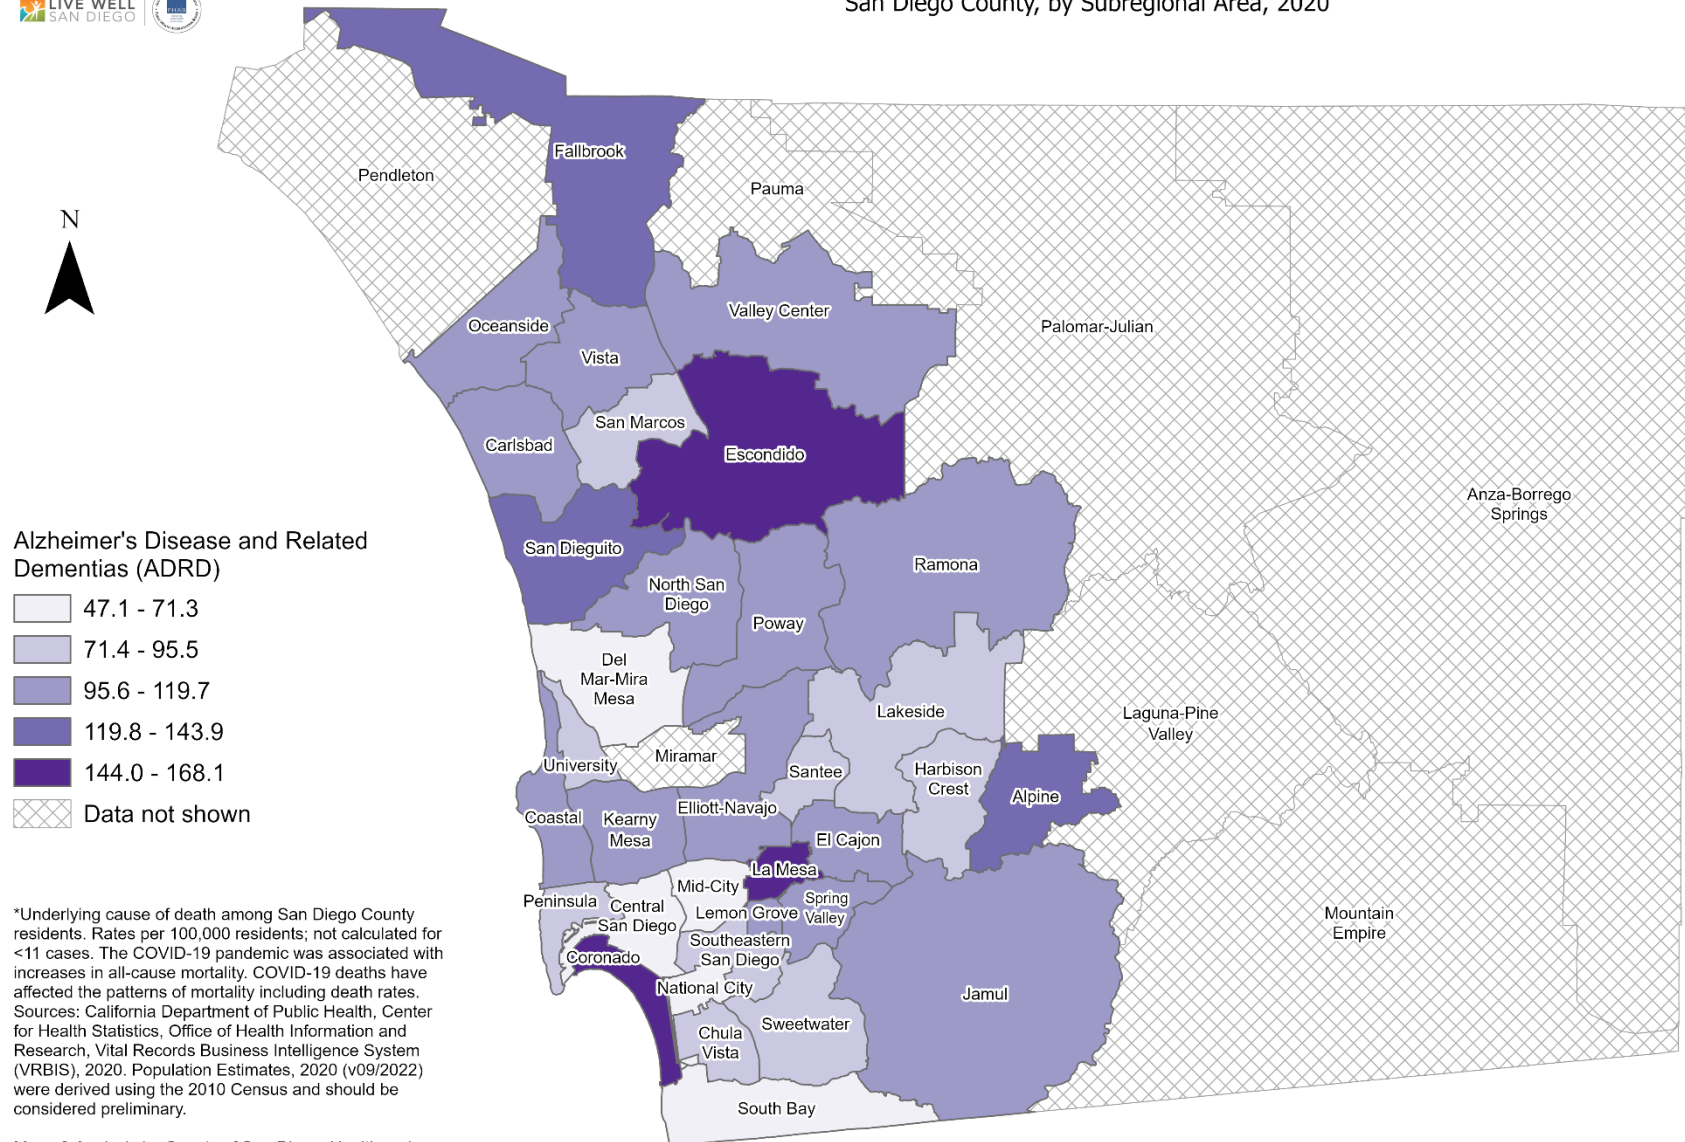 LIVE WELL
SAN DIEGO
PHAB
San Diego County, by Subregional Area, 2020
Fallbrook
Pendleton
Pauma
N
Valley Center
Oceanside
Palomar-Julian
Vista
San Marcos
Carlsbad
Escondido
Anza-Borrego
Springs
San Dieguito
Ramona
North San
Diego
Poway
Del
Mar-Mira
Mesa
Lakeside
Laguna-Pine
Valley
Miramar
University
Santee
Harbison
Crest
Alpine
Elliott-Navajo
Coastal
Kearny
Mesa
El Cajon
La Mesa
Mid-City
Peninsula
Central
San Diego
Lemon Grove
Spring
Valley
Mountain
Empire
Southeastern
San Diego
Coronado
National City
Jamul
Chula
Vista
Sweetwater
South Bay
Alzheimer's Disease and Related
Dementias (ADRD)
47.1 - 71.3
71.4 - 95.5
95.6 - 119.7
119.8 - 143.9
144.0 - 168.1
Data not shown
*Underlying cause of death among San Diego County
residents. Rates per 100,000 residents; not calculated for
<11 cases. The COVID-19 pandemic was associated with
increases in all-cause mortality. COVID-19 deaths have
affected the patterns of mortality including death rates.
Sources: California Department of Public Health, Center
for Health Statistics, Office of Health Information and
Research, Vital Records Business Intelligence System
(VRBIS), 2020. Population Estimates, 2020 (v09/2022)
were derived using the 2010 Census and should be
considered preliminary.